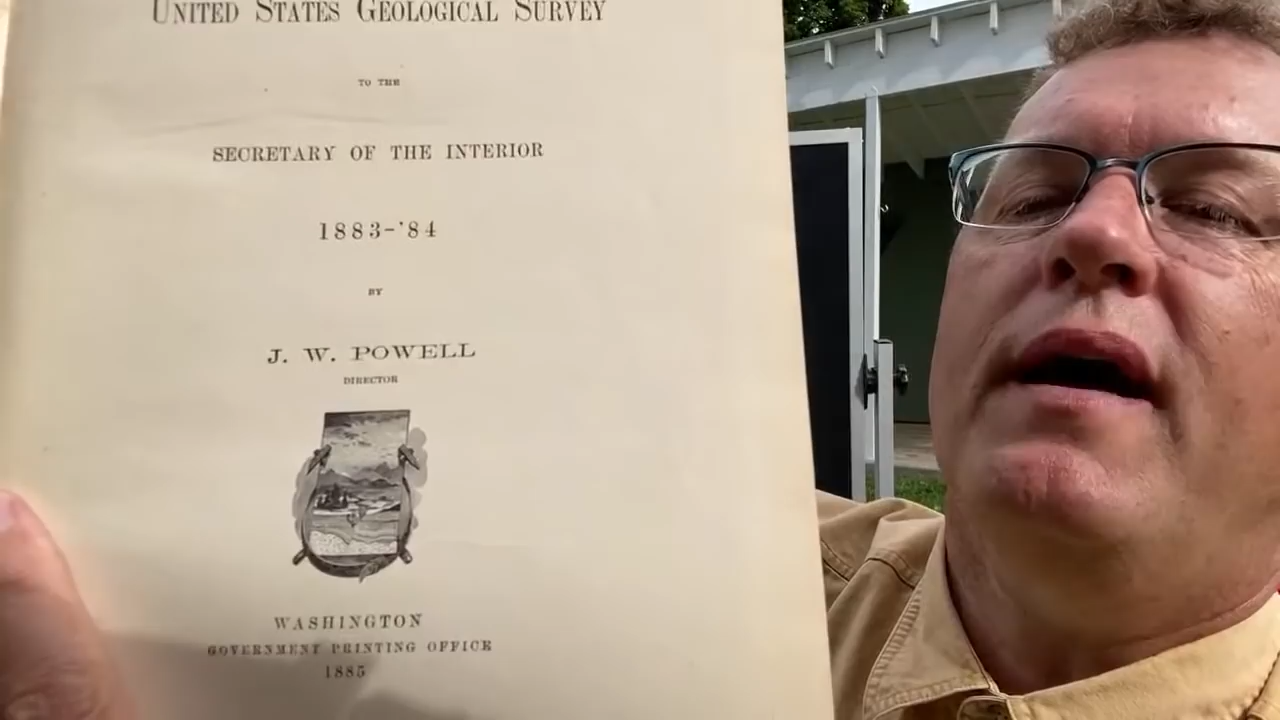 UNITED STATES GEOLOGICAL SURVEY
TO THE
SECRETARY OF THE INTERIOR
1883-'84
BY
J. W. POWELL
DIRECTOR
WASHINGTON
GOVERNMENT PRINTING OFFICE
1885